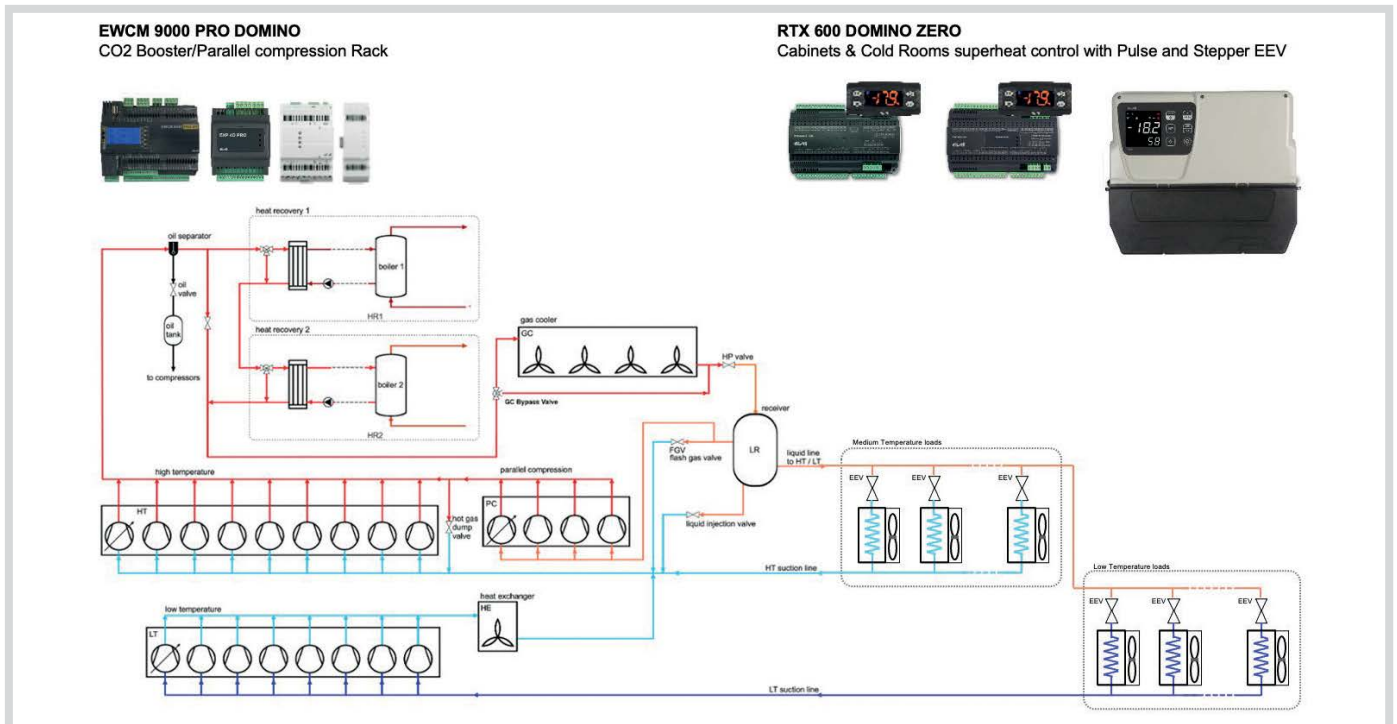 EWCM 9000 PRO DOMINO
CO2 Booster/Parallel compression Rack
RTX 600 DOMINO ZERO
Cabinets & Cold Rooms superheat control with Pulse and Stepper EEV
EXP IO PRO
18.2
58
heat recovery 1
oil separator
boiler 1
oil
valve
HR1
oil
tank
heat recovery 2
to compressors
boiler 2
HR2
gas cooler
GC
HP valve
GC Bypass Valve
receiver
LR
FGV
flash gas valve
liquid line
to HT / LT
Medium Temperature loads
EEV
EEV
EEV
high temperature
parallel compression
HT
PC
hot gas
dump
valve
liquid injection valve
HT suction line
Low Temperature loads
EEV
EEV
EEV
low temperature
heat exchanger
HE
LT
LT suction line